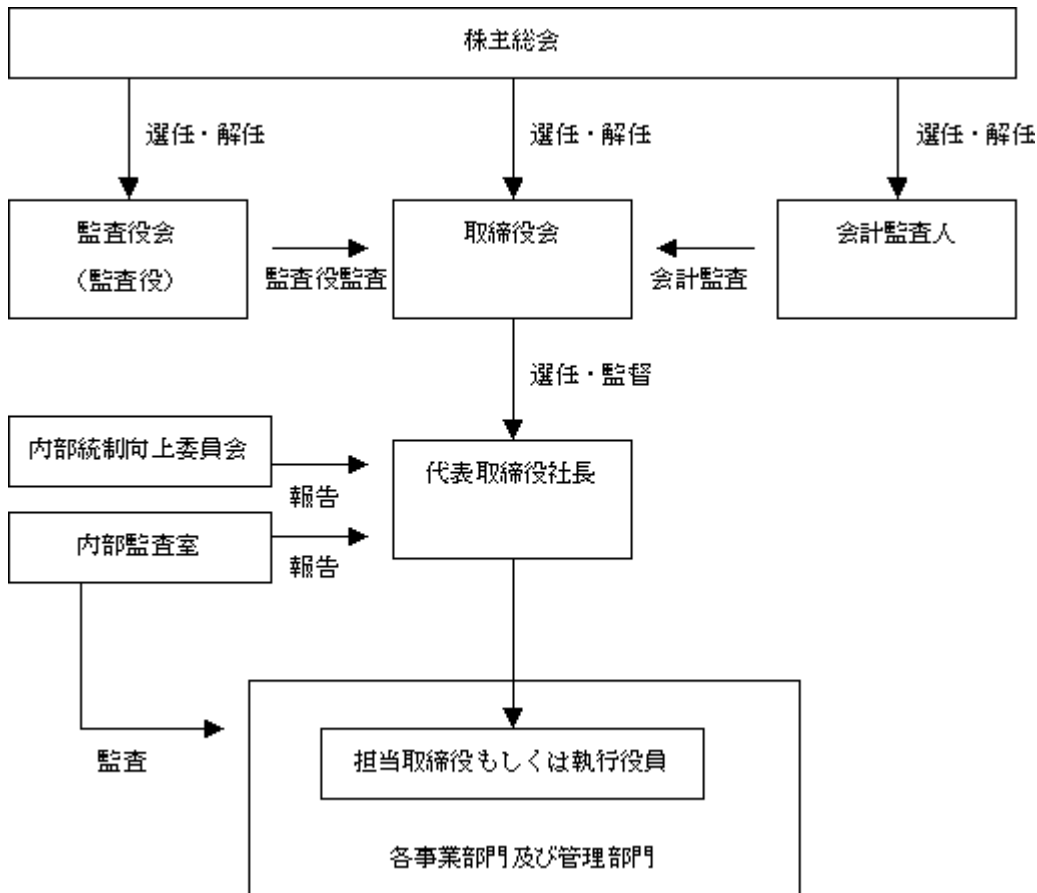 株主総会
選任・解任
選任・解任
選任・解任
監査役会
（監査役）
監査役監査
取締役会
会計監査
会計監査人
選任・監督
内部統制向上委員会
報告
代表取締役社長
内部監査室
報告
監査
担当取締役もしくは執行役員
各事業部門及び管理部門